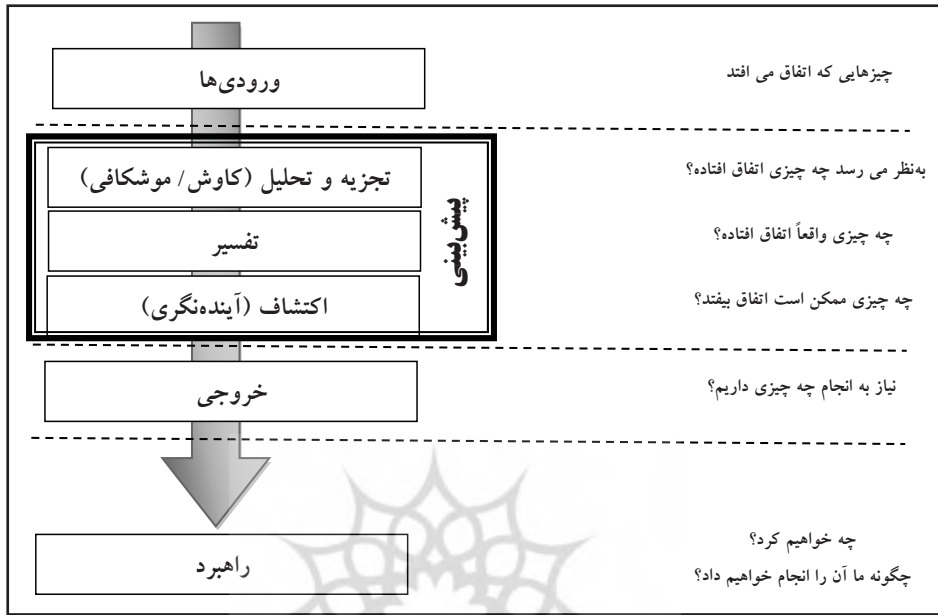 ورودی‌ها
چیزهایی که اتفاق می افتد
تجزیه و تحلیل (کاوش/ موشکافی)
به‌نظر می رسد چه چیزی اتفاق افتاده؟
تفسیر
چه چیزی واقعاً اتفاق افتاده؟
اکتشاف (آینده‌نگری)
چه چیزی ممکن است اتفاق بیفتد؟
پیش‌بینی
خروجی
نیاز به انجام چه چیزی داریم؟
راهبرد
چه خواهیم کرد؟
چگونه ما آن را انجام خواهیم داد؟